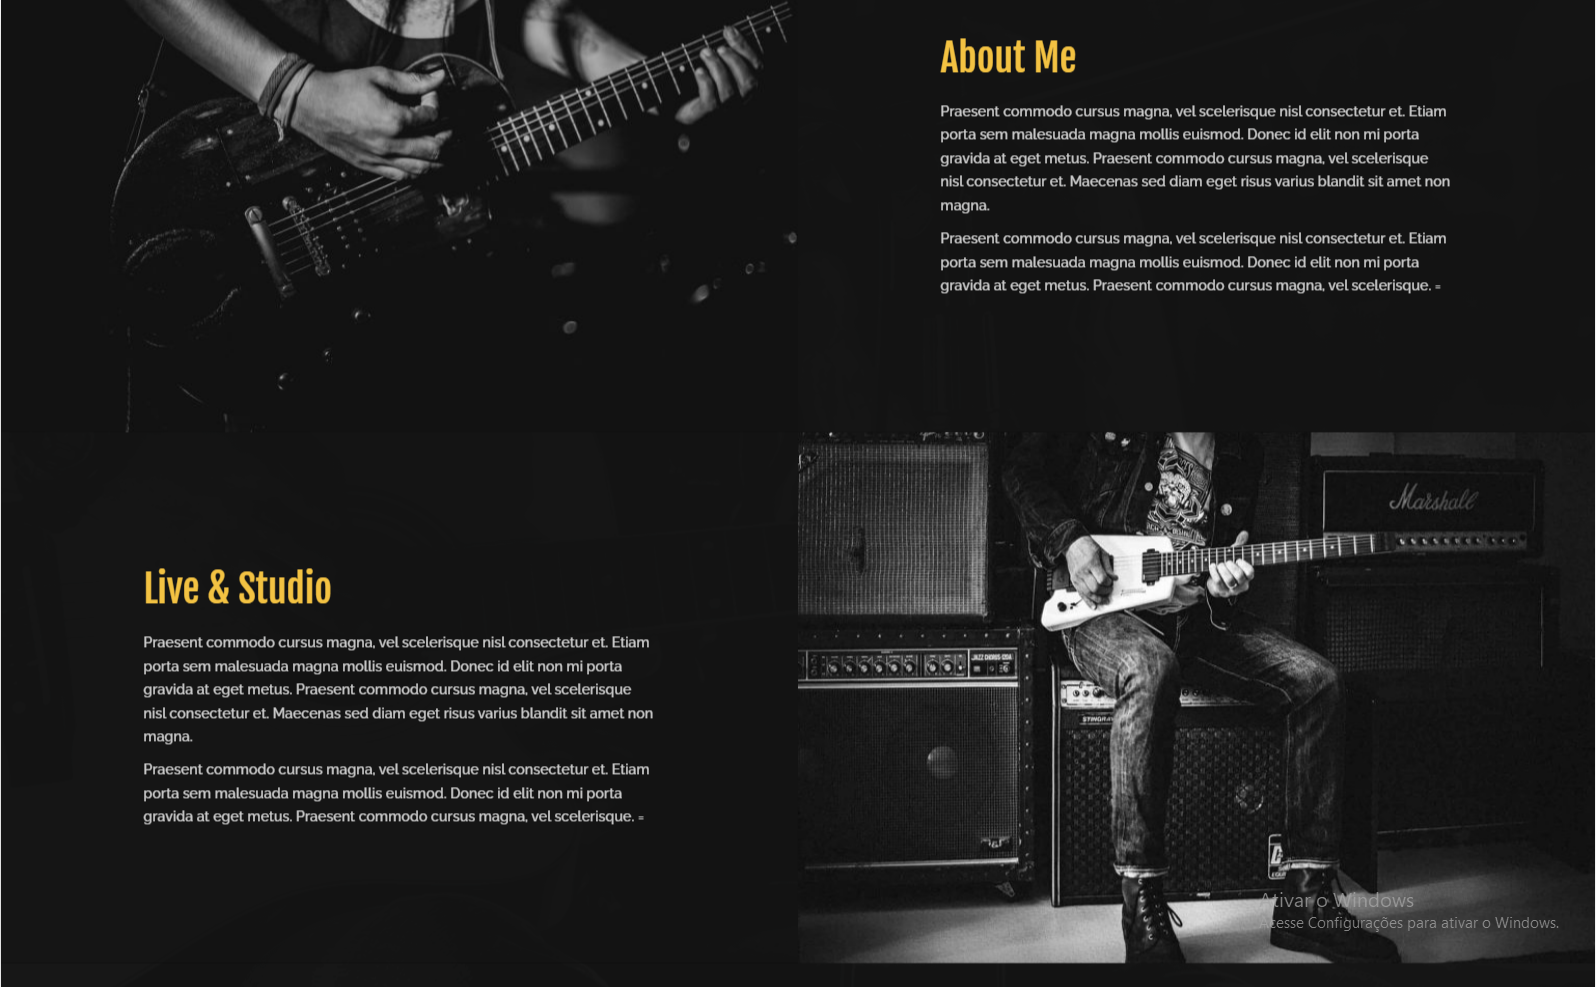 About Me
Praesent commodo cursus magna, vel scelerisque nisl consectetur et. Etiam
porta sem malesuada magna mollis euismod. Donec id elit non mi porta
gravida at eget metus. Praesent commodo cursus magna, vel scelerisque
nisl consectetur et. Maecenas sed diam eget risus varius blandit sit amet non
magna.
Praesent commodo cursus magna, vel scelerisque nisl consectetur et. Etiam
porta sem malesuada magna mollis euismod. Donec id elit non mi porta
gravida at eget metus. Praesent commodo cursus magna, vel scelerisque. =
Live & Studio
Praesent commodo cursus magna, vel scelerisque nisl consectetur et. Etiam
porta sem malesuada magna mollis euismod. Donec id elit non mi porta
gravida at eget metus. Praesent commodo cursus magna, vel scelerisque
nisl consectetur et. Maecenas sed diam eget risus varius blandit sit amet non
magna.
Praesent commodo cursus magna, vel scelerisque nisl consectetur et. Etiam
porta sem malesuada magna mollis euismod. Donec id elit non mi porta
gravida at eget metus. Praesent commodo cursus magna, vel scelerisque. =
Marshall
JAZZ CHORUS-120
Ativar o Windows
Acesse Configurações para ativar o Windows.